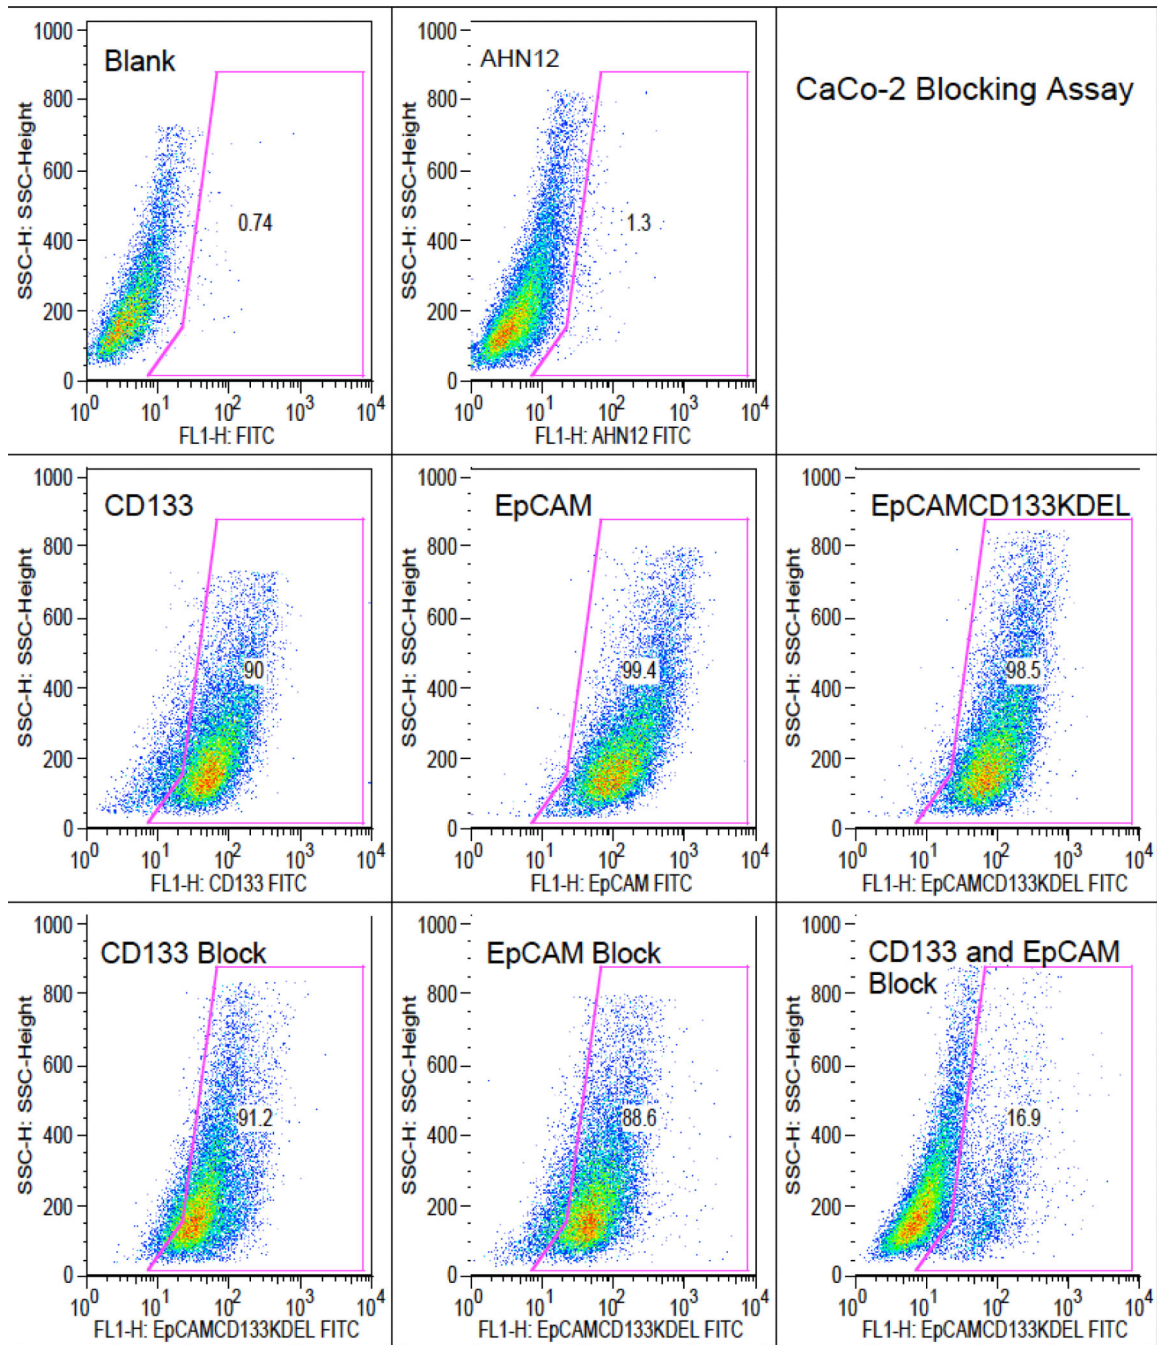 Blank
1000
800
600
400
200
0
SSC-H: SSC-Height
0.74
10^0 10^1 10^2 10^3 10^4
FL1-H: FITC
AHN12
1000
800
600
400
200
0
SSC-H: SSC-Height
1.3
10^0 10^1 10^2 10^3 10^4
FL1-H: AHN12 FITC
CaCo-2 Blocking Assay
CD133
1000
800
600
400
200
0
SSC-H: SSC-Height
90
10^0 10^1 10^2 10^3 10^4
FL1-H: CD133 FITC
EpCAM
1000
800
600
400
200
0
SSC-H: SSC-Height
99.4
10^0 10^1 10^2 10^3 10^4
FL1-H: EpCAM FITC
EpCAMCD133KDEL
1000
800
600
400
200
0
SSC-H: SSC-Height
98.5
10^0 10^1 10^2 10^3 10^4
FL1-H: EpCAMCD133KDEL FITC
CD133 Block
1000
800
600
400
200
0
SSC-H: SSC-Height
91.2
10^0 10^1 10^2 10^3 10^4
FL1-H: EpCAMCD133KDEL FITC
EpCAM Block
1000
800
600
400
200
0
SSC-H: SSC-Height
88.6
10^0 10^1 10^2 10^3 10^4
FL1-H: EpCAMCD133KDEL FITC
CD133 and EpCAM
Block
1000
800
600
400
200
0
SSC-H: SSC-Height
16.9
10^0 10^1 10^2 10^3 10^4
FL1-H: EpCAMCD133KDEL FITC